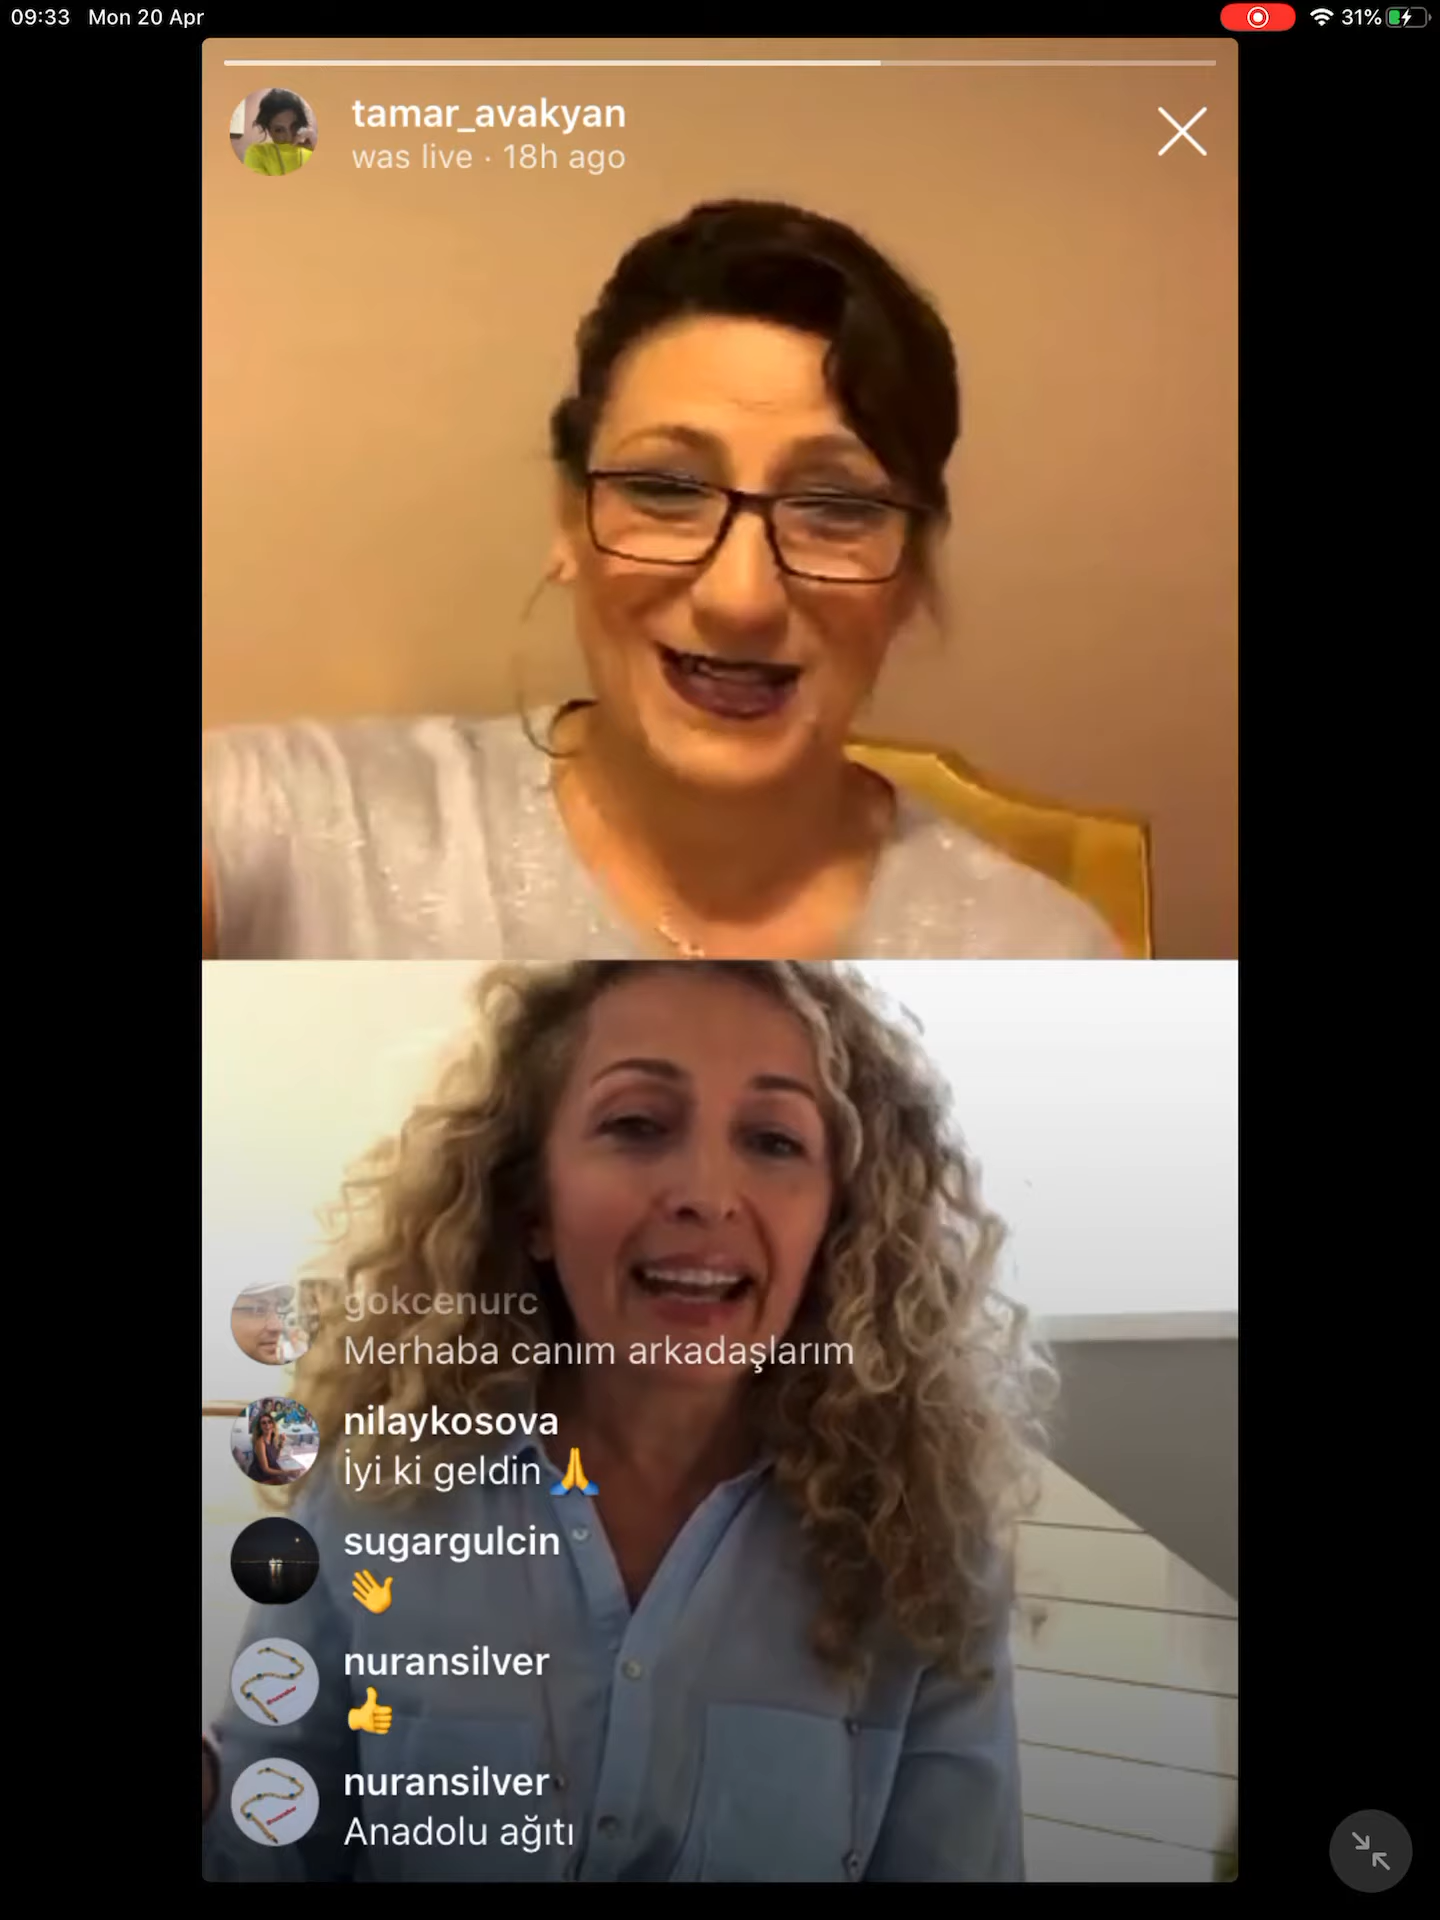 09:33 Mon 20 Apr
31%
tamar_avakyan
was live · 18h ago
gokcenurc
Merhaba canım arkadaşlarım
nilaykosova
İyi ki geldin🙏
sugargulcin
👋
nuransilver
👍
nuransilver
Anadolu ağıtı